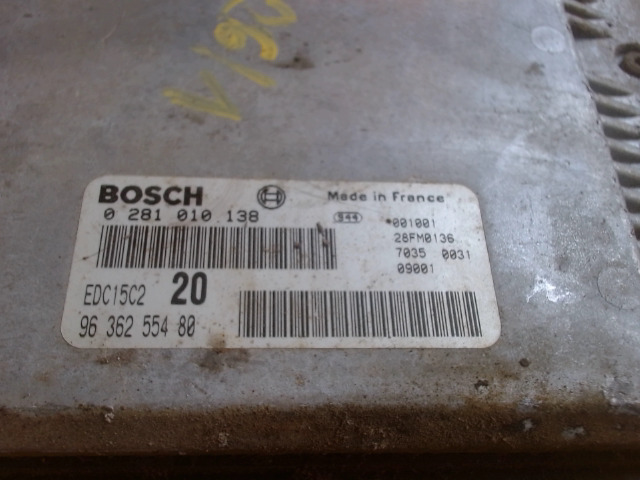 BOSCH Made in France
0 281 010 138 944 001001
28FM0136
7035 0031
EDC15C2 20 09001
96 362 554 80